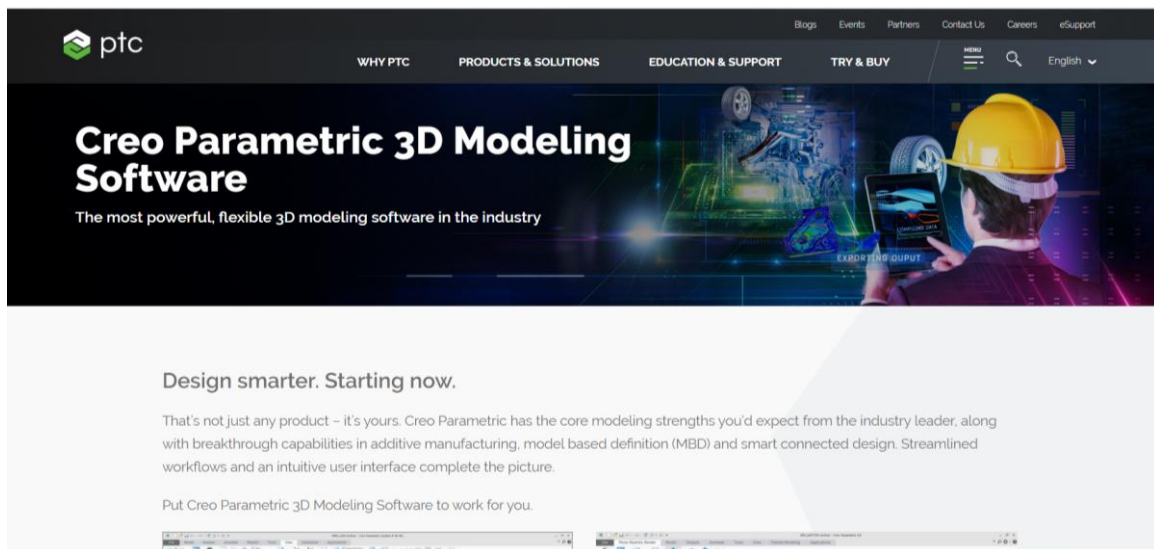 Blogs Events Partners Contact Us Careers eSupport
ptc
WHY PTC PRODUCTS & SOLUTIONS EDUCATION & SUPPORT TRY & BUY MENU English
Creo Parametric 3D Modeling
Software
The most powerful, flexible 3D modeling software in the industry
EXPORTING OUPUT
Design smarter. Starting now.
That's not just any product – it's yours. Creo Parametric has the core modeling strengths you'd expect from the industry leader, along
with breakthrough capabilities in additive manufacturing, model based definition (MBD) and smart connected design. Streamlined
workflows and an intuitive user interface complete the picture.
Put Creo Parametric 3D Modeling Software to work for you.